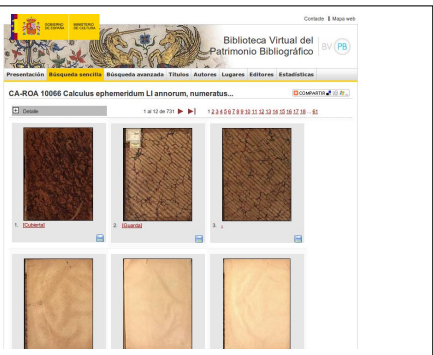 Contacte | Mapa web
GOBIERNO DE ESPAÑA
MINISTERIO DE CULTURA
Biblioteca Virtual del
Patrimonio Bibliográfico
BV PB
Presentación Búsqueda sencilla Búsqueda avanzada Títulos Autores Lugares Editores Estadísticas
CA-ROA 10066 Calculus ephemeridum LI annorum, numeratus...
COMPARTIR
Detalle
1 al 12 de 731
1 2 3 4 5 6 7 8 9 10 11 12 13 14 15 16 17 18 ... 61
1. [Cubierta]
2. [Guarda]
3.